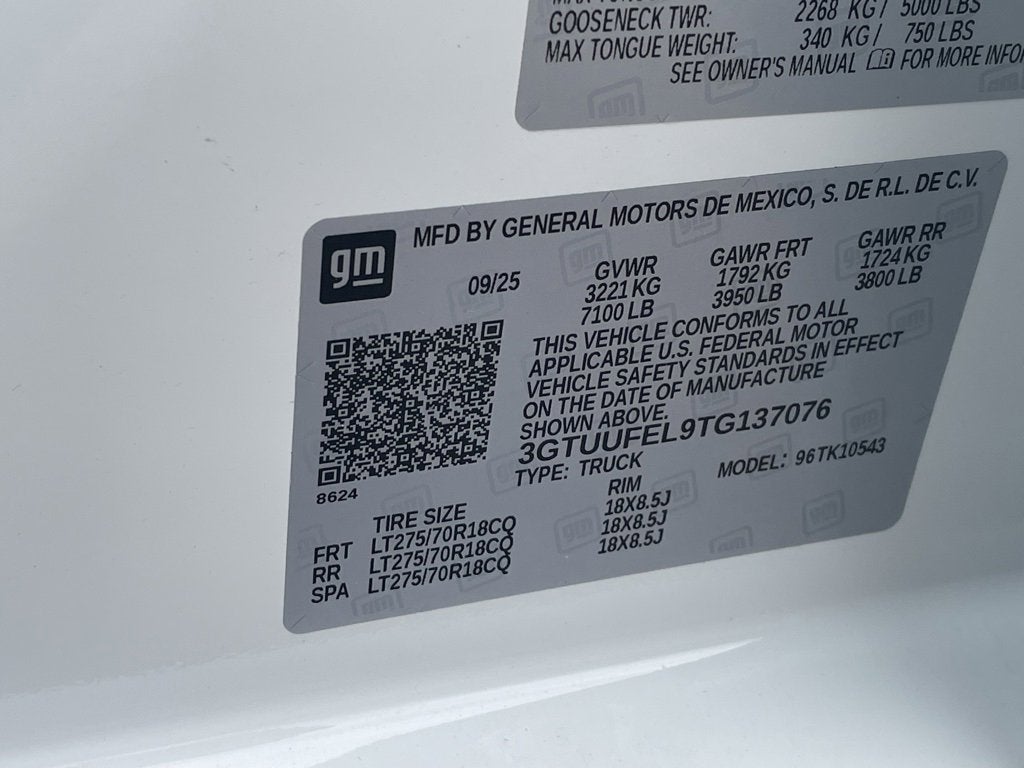 GOOSENECK TWR: 2268 KG/ 5000 LBS
MAX TONGUE WEIGHT: 340 KG/ 750 LBS
SEE OWNER'S MANUAL FOR MORE
gm
MFD BY GENERAL MOTORS DE MEXICO, S. DE R.L. DE C.V.
09/25
GVWR GAWR FRT GAWR RR
3221 KG 1792 KG 1724 KG
7100 LB 3950 LB 3800 LB
THIS VEHICLE CONFORMS TO ALL
APPLICABLE U.S. FEDERAL MOTOR
VEHICLE SAFETY STANDARDS IN EFFECT
ON THE DATE OF MANUFACTURE
SHOWN ABOVE.
3GTUUFEL9TG137076
TYPE: TRUCK MODEL: 96TK10543
8624
TIRE SIZE RIM
FRT LT275/70R18CQ 18X8.5J
RR LT275/70R18CQ 18X8.5J
SPA LT275/70R18CQ 18X8.5J